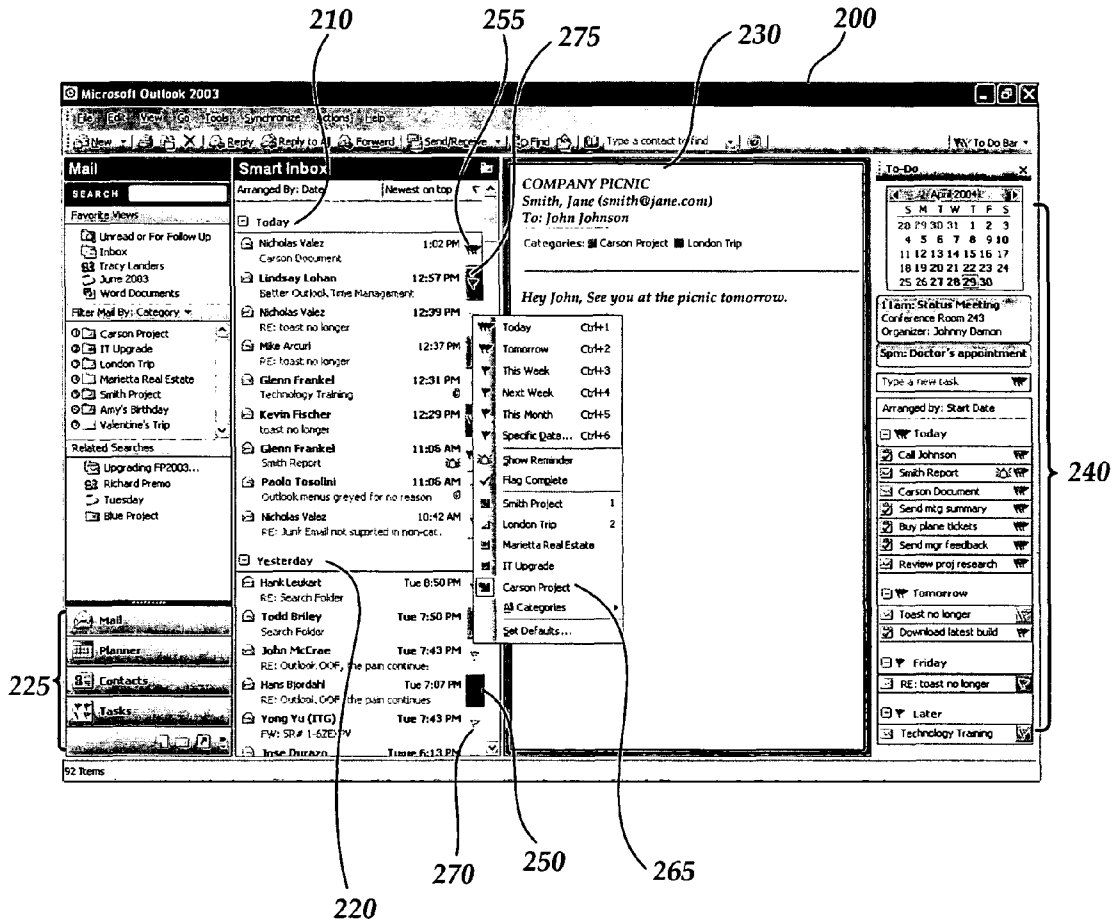 210
255
275
230
200
Microsoft Outlook 2003
File Edit View Go Tools Synchronize Actions Help
New Reply Reply to All Forward Send/Receive Find Type a contact to find To Do Bar
Mail
SEARCH
Favorite Views
Unread or For Follow Up
Inbox
Tracy Landers
June 2003
Word Documents
Filter Mail By: Category
Carson Project
IT Upgrade
London Trip
Marietta Real Estate
Smith Project
Amy's Birthday
Valentine's Trip
Related Searches
Upgrading FP2003...
Richard Premo
Tuesday
Blue Project
Mail
Planner
Contacts
Tasks
225
92 Items
Smart Inbox
Arranged By: Date Newest on top
Today
Nicholas Valez 1:02 PM
Carson Document
Lindsay Lohan 12:57 PM
Better Outlook Time Management
Nicholas Valez 12:39 PM
RE: toast no longer
Mike Arcuri 12:37 PM
RE: toast no longer
Glenn Frankel 12:31 PM
Technology Training
Kevin Fischer 12:29 PM
toast no longer
Glenn Frankel 11:06 AM
Smith Report
Paolo Tosolini 11:06 AM
Outlook menus greyed for no reason
Nicholas Valez 10:42 AM
RE: Junk Email not supprted in non-cac.
Yesterday
Hank Leukart Tue 8:50 PM
RE: Search Folder
Todd Briley Tue 7:50 PM
Search Folder
John McCrae Tue 7:43 PM
RE: Outlook OOF, the pain continues
Hans Bjordahl Tue 7:07 PM
RE: Outlook OOF, the pain continues
Yong Yu (ITG) Tue 7:43 PM
FW: SR# 1-6ZEXPV
Jose Durazo 6:13 PM
Today Ctrl+1
Tomorrow Ctrl+2
This Week Ctrl+3
Next Week Ctrl+4
This Month Ctrl+5
Specific Date... Ctrl+6
Show Reminder
Flag Complete
Smith Project 1
London Trip 2
Marietta Real Estate
IT Upgrade
Carson Project
All Categories
Set Defaults...
COMPANY PICNIC
Smith, Jane (smith@jane.com)
To: John Johnson
Categories: Carson Project London Trip
Hey John, See you at the picnic tomorrow.
To-Do
April 2004
S M T W T F S
28 29 30 31 1 2 3
4 5 6 7 8 9 10
11 12 13 14 15 16 17
18 19 20 21 22 23 24
25 26 27 28 29 30
11am: Status Meeting
Conference Room 243
Organizer: Johnny Damon
5pm: Doctor's appointment
Type a new task
Arranged by: Start Date
Today
Call Johnson
Smith Report
Carson Document
Send mtg summary
Buy plane tickets
Send mgr feedback
Review proj research
Tomorrow
Toast no longer
Download latest build
Friday
RE: toast no longer
Later
Technology Training
240
220
270
250
265